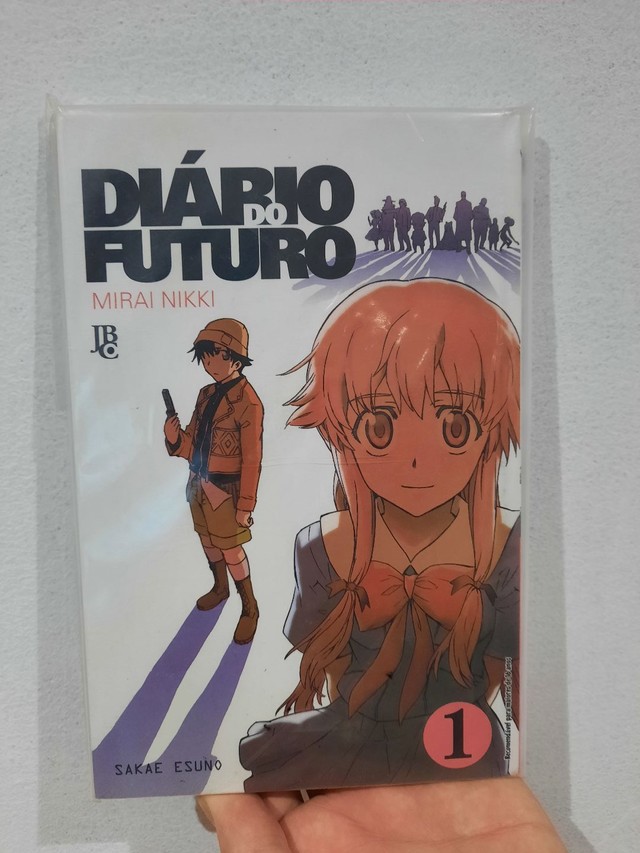 DIÁRIO
DO
FUTURO
MIRAI NIKKI
JBC
SAKAE ESUNO
1